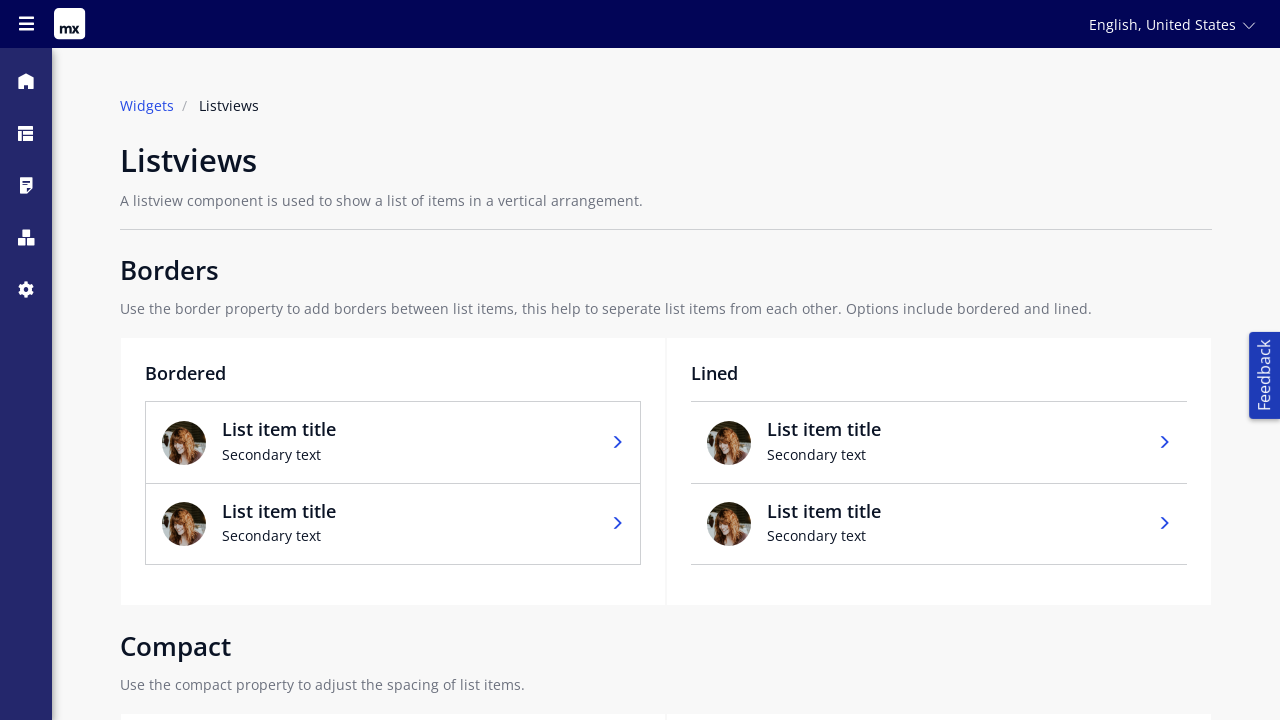 mx
English, United States
Widgets / Listviews
Listviews
A listview component is used to show a list of items in a vertical arrangement.
Borders
Use the border property to add borders between list items, this help to seperate list items from each other. Options include bordered and lined.
Feedback
Bordered
List item title
Secondary text
List item title
Secondary text
Lined
List item title
Secondary text
List item title
Secondary text
Compact
Use the compact property to adjust the spacing of list items.